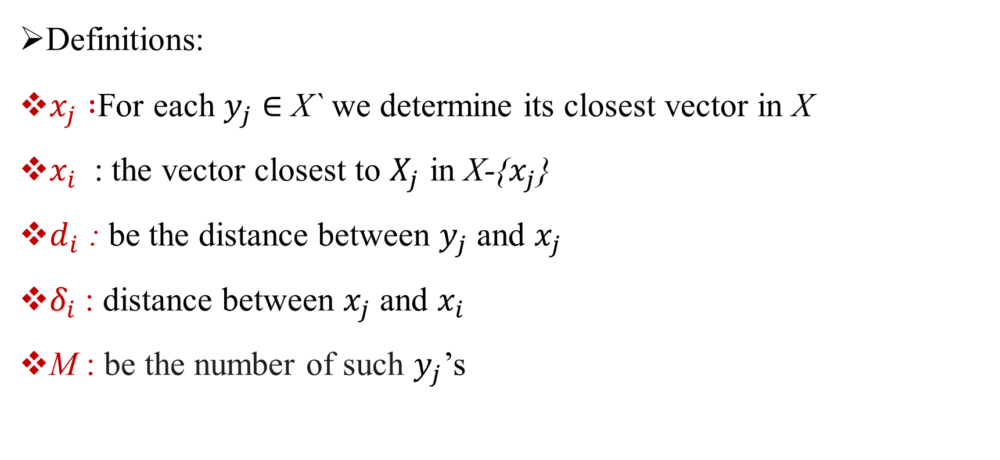 ➢Definitions:
❖x_j :For each y_j ∈ X` we determine its closest vector in X
❖x_i : the vector closest to X_j in X-{x_j}
❖d_i : be the distance between y_j and x_j
❖δ_i : distance between x_j and x_i
❖M : be the number of such y_j’s